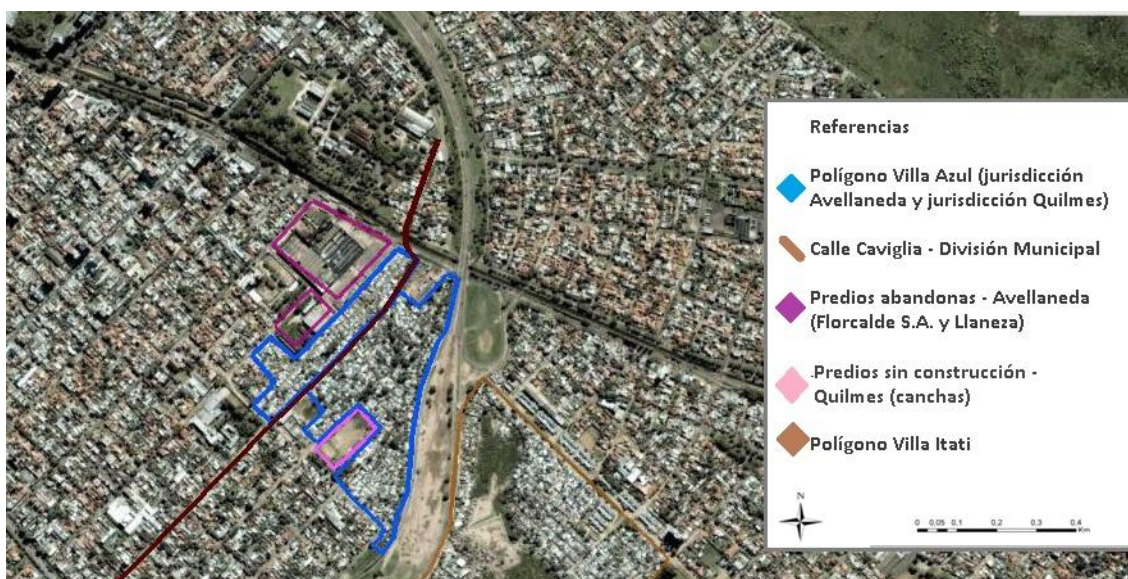 Referencias
Polígono Villa Azul (jurisdicción
Avellaneda y jurisdicción Quilmes)
Calle Caviglia - División Municipal
Predios abandonas - Avellaneda
(Florcalde S.A. y Llaneza)
.Predios sin construcción -
Quilmes (canchas)
Polígono Villa Itati
N
0 0,05 0,1 0,2 0,3 0,4
Km